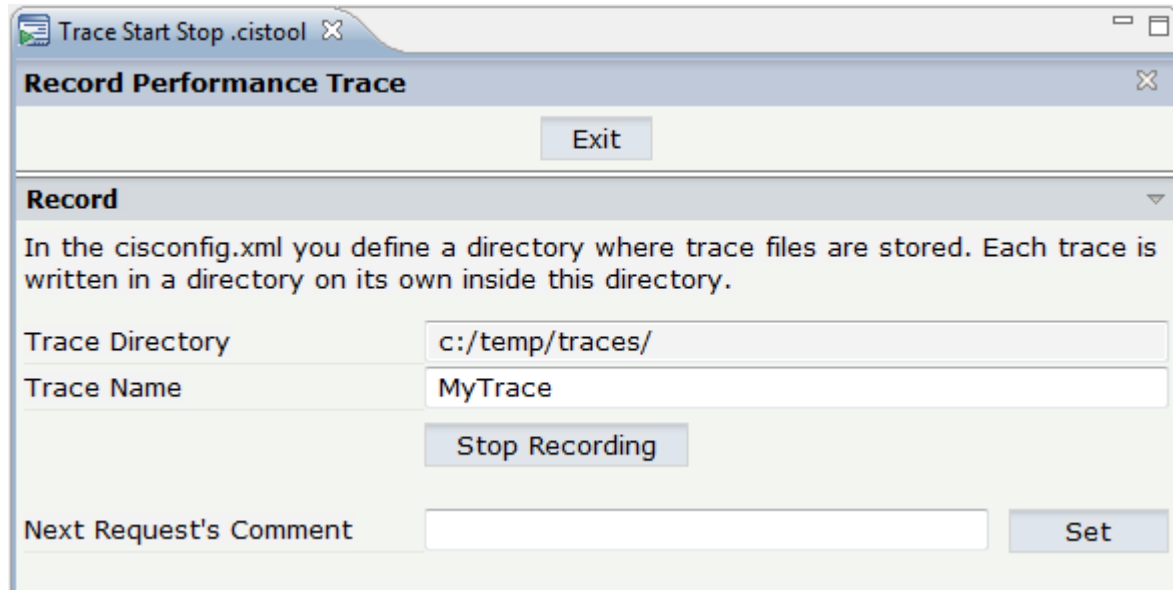 Trace Start Stop .cistool
Record Performance Trace
Exit
Record
In the cisconfig.xml you define a directory where trace files are stored. Each trace is
written in a directory on its own inside this directory.
Trace Directory c:/temp/traces/
Trace Name MyTrace
Stop Recording
Next Request's Comment Set